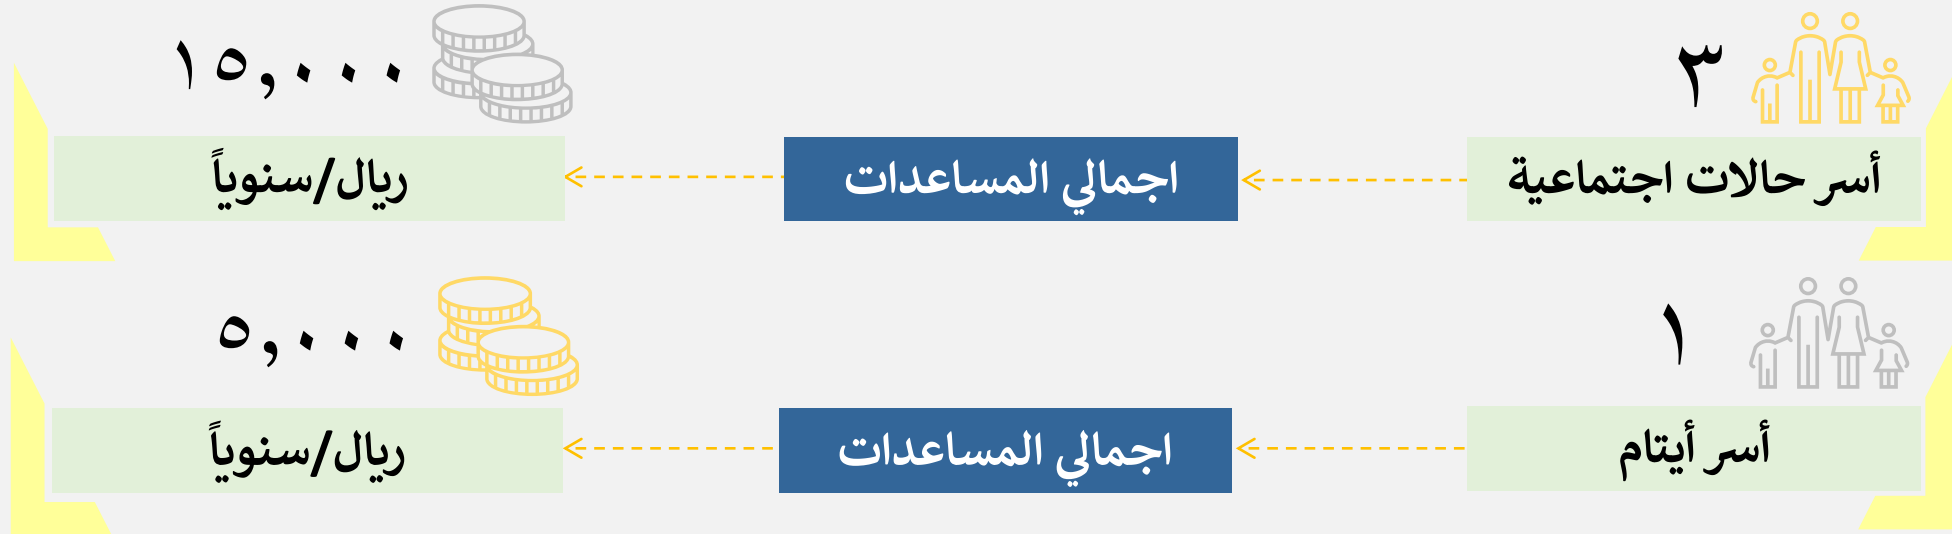 ٣
١٥,٠٠٠
أسر حالات اجتماعية
اجمالي المساعدات
ريال/سنوياً
١
٥,٠٠٠
أسر أيتام
اجمالي المساعدات
ريال/سنوياً